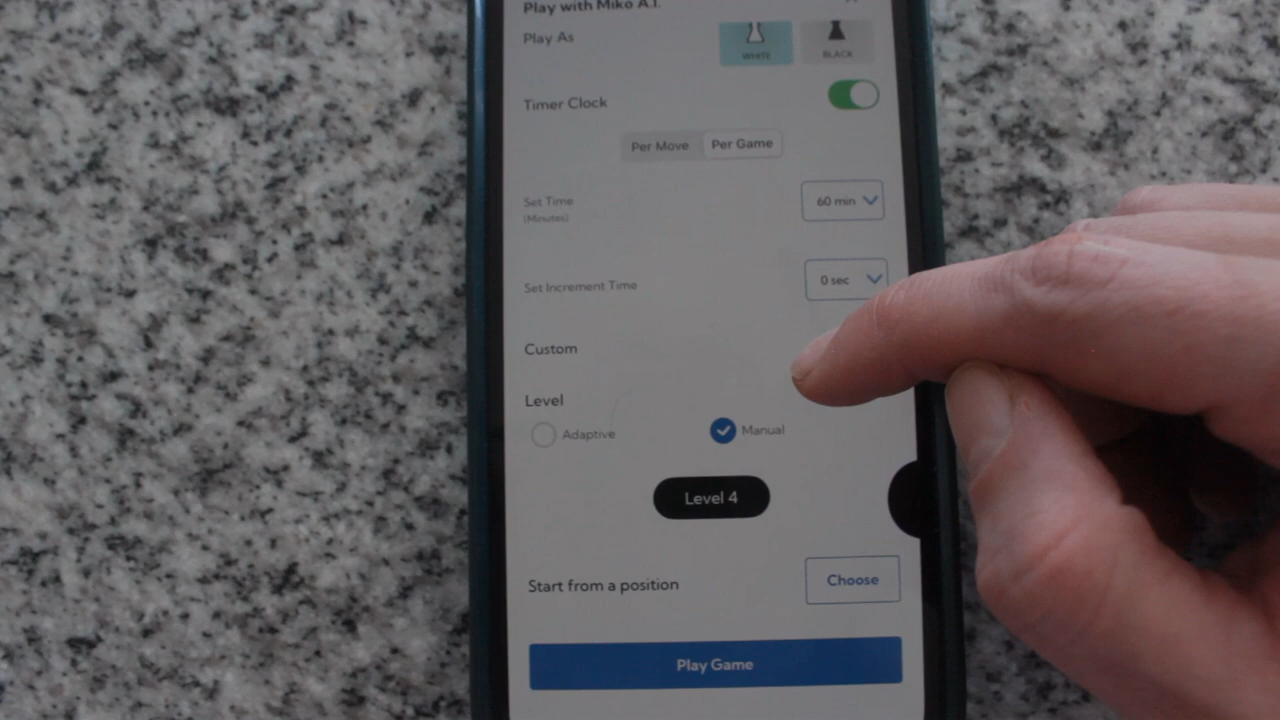 Play with Miko A.I.
Play As
WHITE
BLACK
Timer Clock
Per Move
Per Game
Set Time
(Minutes)
60 min
Set Increment Time
0 sec
Custom
Level
Adaptive
Manual
Level 4
Start from a position
Choose
Play Game